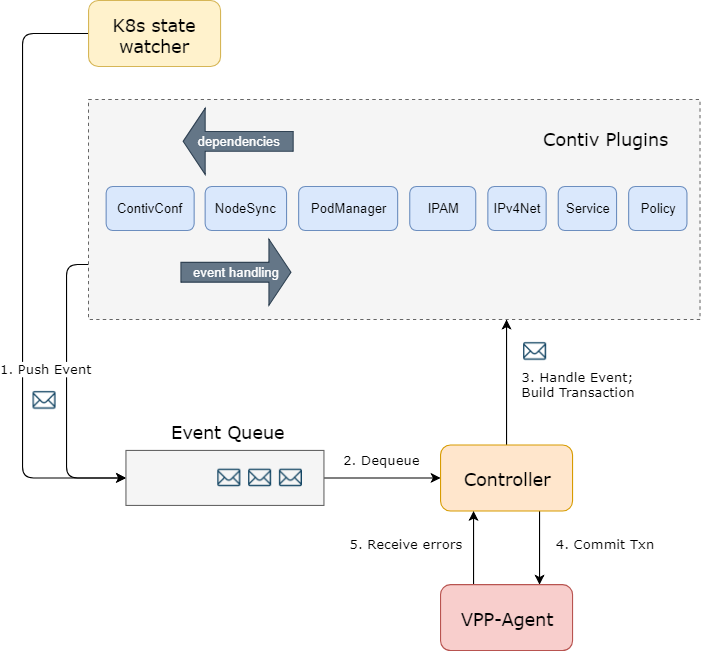 K8s state
watcher
Contiv Plugins
dependencies
ContivConf
NodeSync
PodManager
IPAM
IPv4Net
Service
Policy
event handling
1. Push Event
3. Handle Event;
Build Transaction
Event Queue
2. Dequeue
Controller
5. Receive errors
4. Commit Txn
VPP-Agent